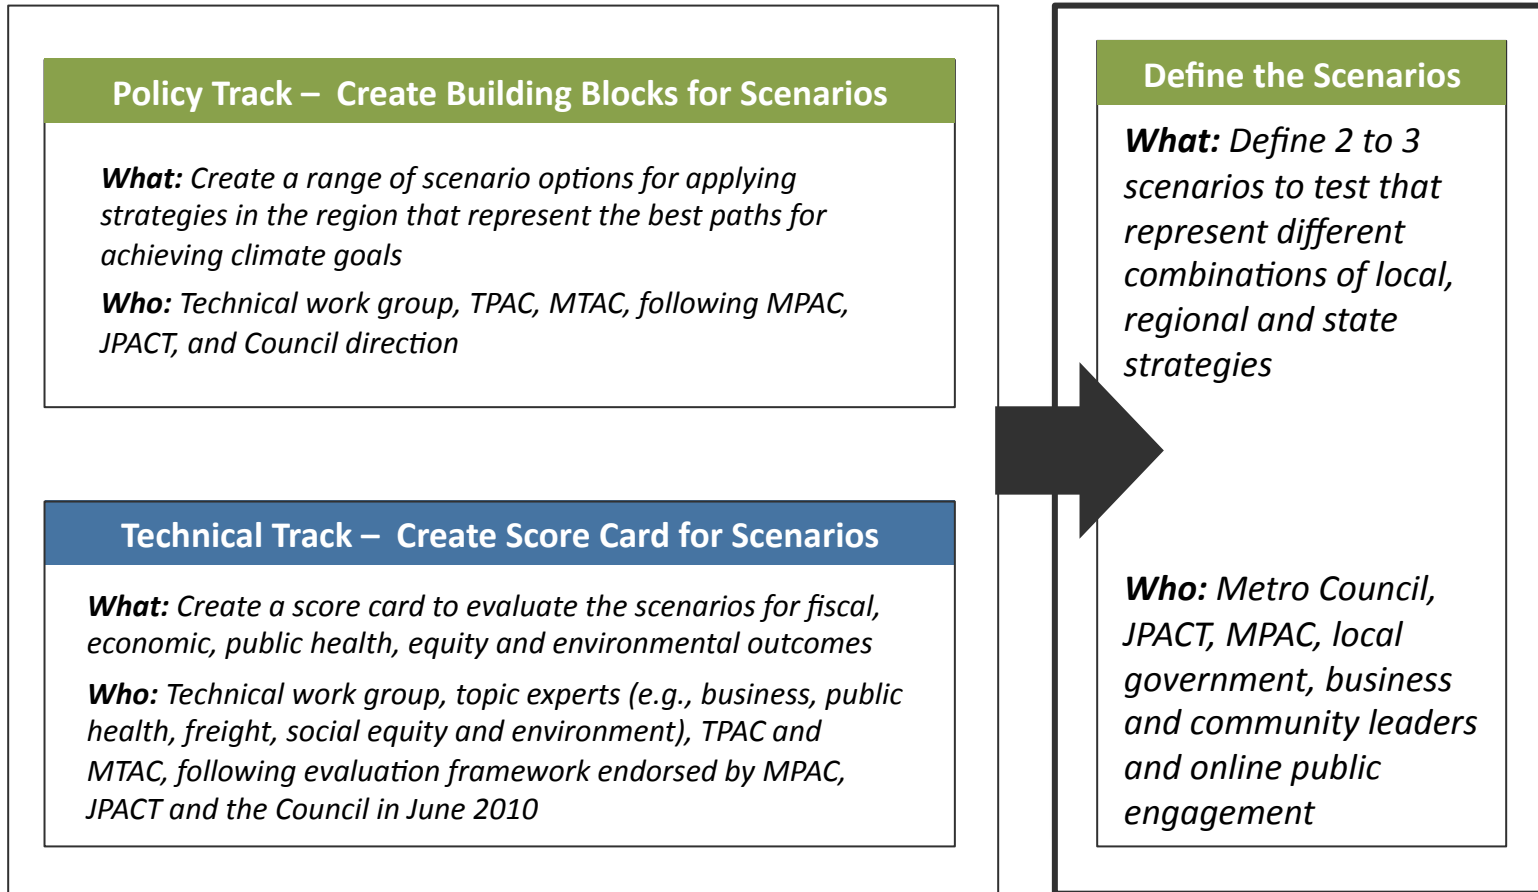 Policy Track –  Create Building Blocks for Scenarios
What: Create a range of scenario options for applying
strategies in the region that represent the best paths for
achieving climate goals
Who: Technical work group, TPAC, MTAC, following MPAC,
JPACT, and Council direction
Technical Track –  Create Score Card for Scenarios
What: Create a score card to evaluate the scenarios for fiscal,
economic, public health, equity and environmental outcomes
Who: Technical work group, topic experts (e.g., business, public
health, freight, social equity and environment), TPAC and
MTAC, following evaluation framework endorsed by MPAC,
JPACT and the Council in June 2010
Define the Scenarios
What: Define 2 to 3
scenarios to test that
represent different
combinations of local,
regional and state
strategies
Who: Metro Council,
JPACT, MPAC, local
government, business
and community leaders
and online public
engagement